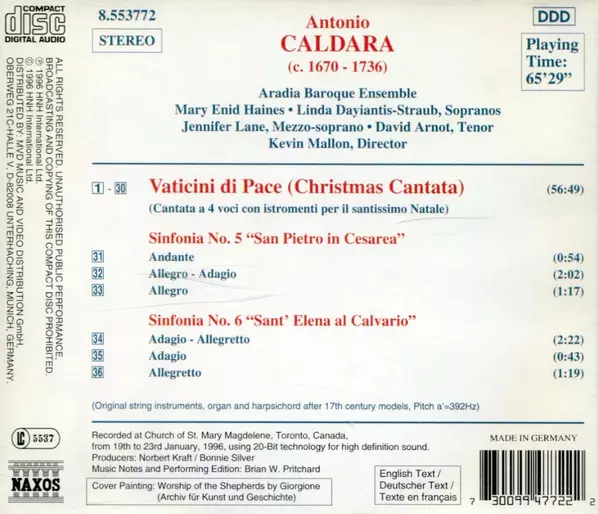 COMPACT
disc
DIGITAL AUDIO
8.553772
STEREO
Antonio
CALDARA
(c. 1670 - 1736)
DDD
Playing
Time:
65’29”
Aradia Baroque Ensemble
Mary Enid Haines • Linda Dayiantis-Straub, Sopranos
Jennifer Lane, Mezzo-soprano • David Arnot, Tenor
Kevin Mallon, Director
1 - 30 Vaticini di Pace (Christmas Cantata) (56:49)
(Cantata a 4 voci con istromenti per il santissimo Natale)
Sinfonia No. 5 “San Pietro in Cesarea”
31 Andante (0:54)
32 Allegro - Adagio (2:02)
33 Allegro (1:17)
Sinfonia No. 6 “Sant’ Elena al Calvario”
34 Adagio - Allegretto (2:22)
35 Adagio (0:43)
36 Allegretto (1:19)
(Original string instruments, organ and harpsichord after 17th century models, Pitch a’=392Hz)
Recorded at Church of St. Mary Magdelene, Toronto, Canada,
from 19th to 23rd January, 1996, using 20-Bit technology for high definition sound.
Producers: Norbert Kraft / Bonnie Silver
Music Notes and Performing Edition: Brian W. Pritchard
Cover Painting: Worship of the Shepherds by Giorgione
(Archiv für Kunst und Geschichte)
English Text /
Deutscher Text /
Texte en français
MADE IN GERMANY
7 30099 47722 2
LC 5537
NAXOS
ALL RIGHTS RESERVED. UNAUTHORISED PUBLIC PERFORMANCE,
BROADCASTING AND COPYING OF THIS COMPACT DISC PROHIBITED.
℗ 1996 HNH International Ltd.
© 1996 HNH International Ltd.
DISTRIBUTED BY: MVD MUSIC AND VIDEO DISTRIBUTION GmbH,
OBERWEG 21C-HALLE V, D-82008 UNTERHACHING, MUNICH, GERMANY.